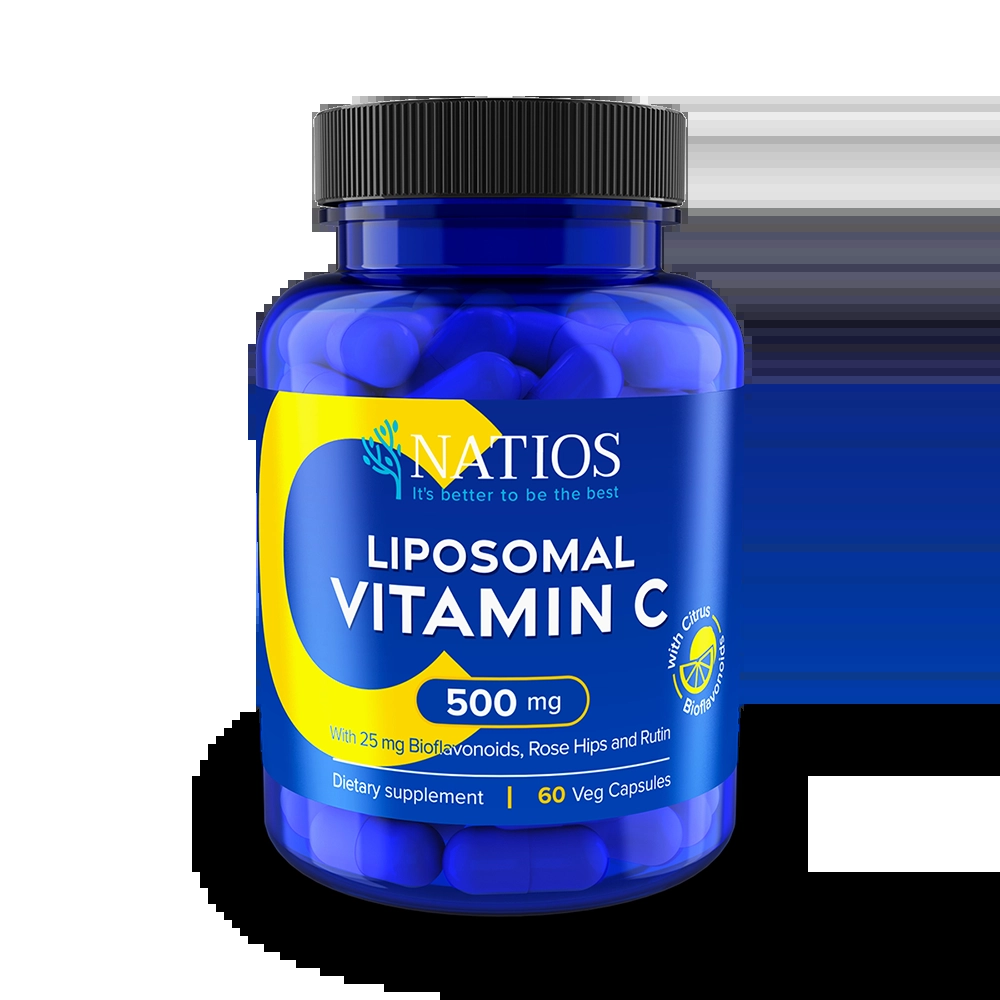 NATIOS
It's better to be the best
LIPOSOMAL
VITAMIN C
with Citrus
Bioflavonoids
500 mg
With 25 mg Bioflavonoids, Rose Hips and Rutin
Dietary supplement | 60 Veg Capsules